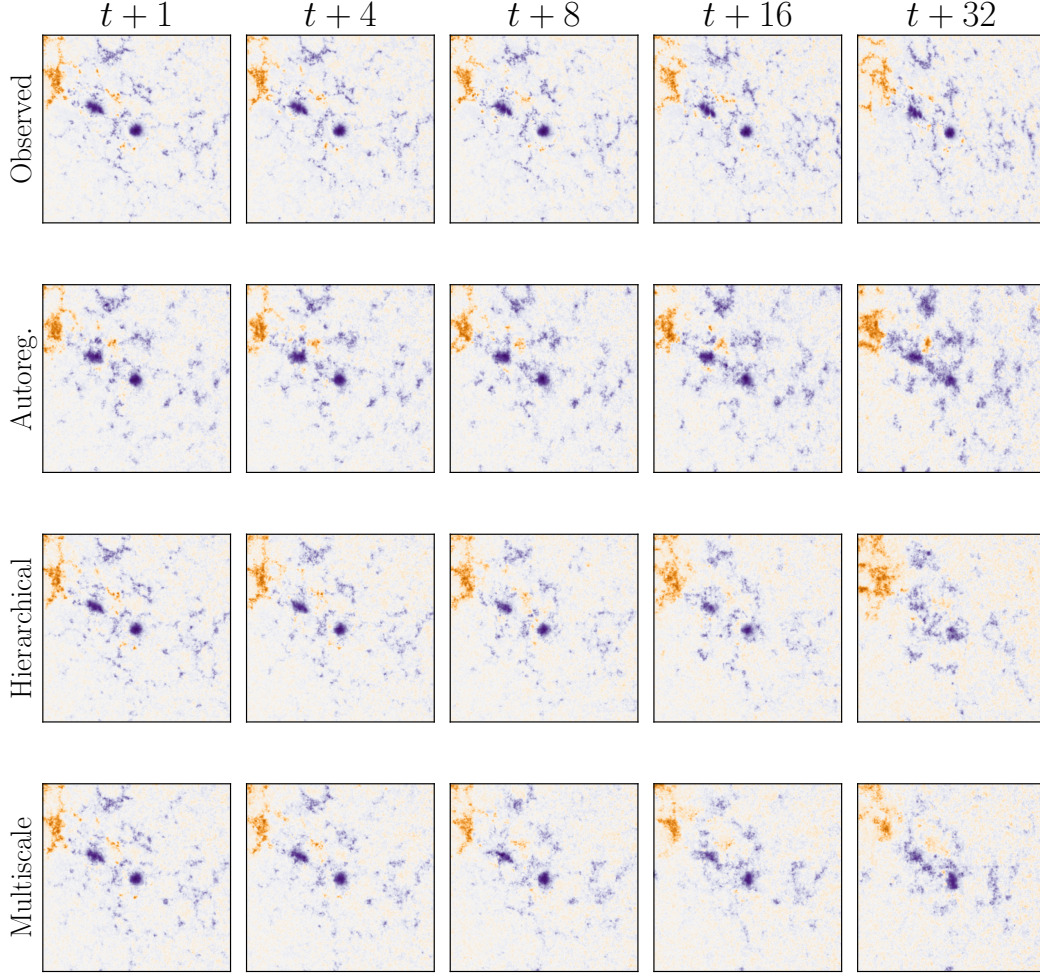 t + 1 t + 4 t + 8 t + 16 t + 32
Observed
Autoreg.
Hierarchical
Multiscale